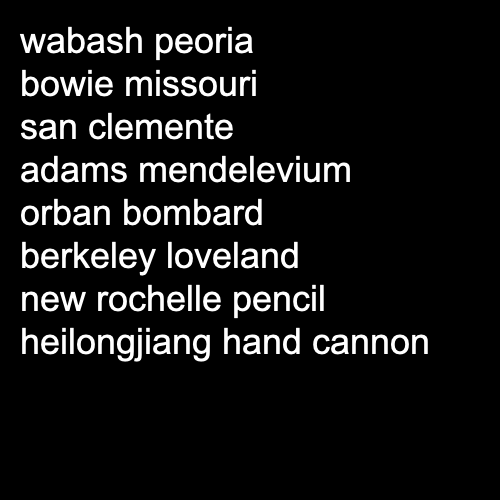 wabash peoria
bowie missouri
san clemente
adams mendelevium
orban bombard
berkeley loveland
new rochelle pencil
heilongjiang hand cannon